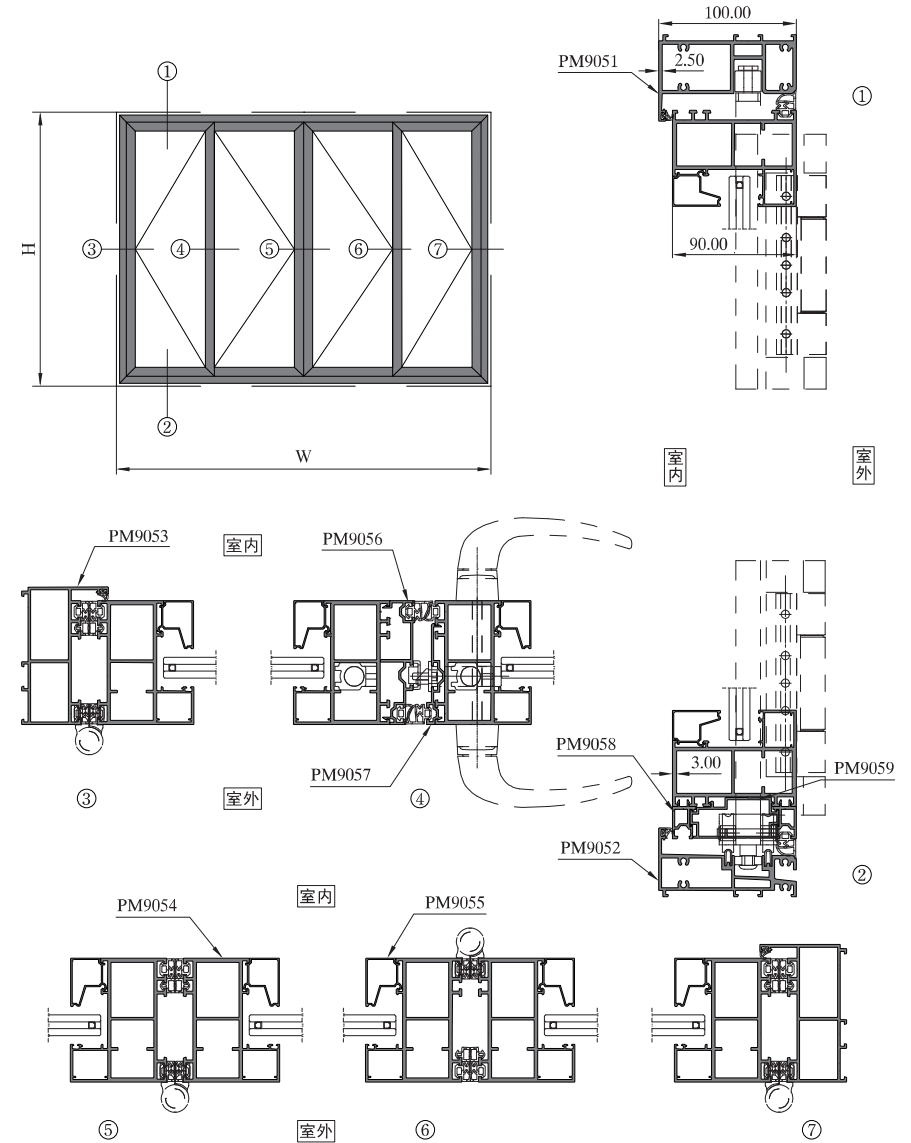 100.00
PM9051
2.50
①
①
H
③
④
⑤
⑥
⑦
90.00
②
W
室内
室外
PM9053
室内
PM9056
PM9058
3.00
PM9059
PM9057
③
室外
④
PM9052
②
室内
PM9054
PM9055
⑤
室外
⑥
⑦